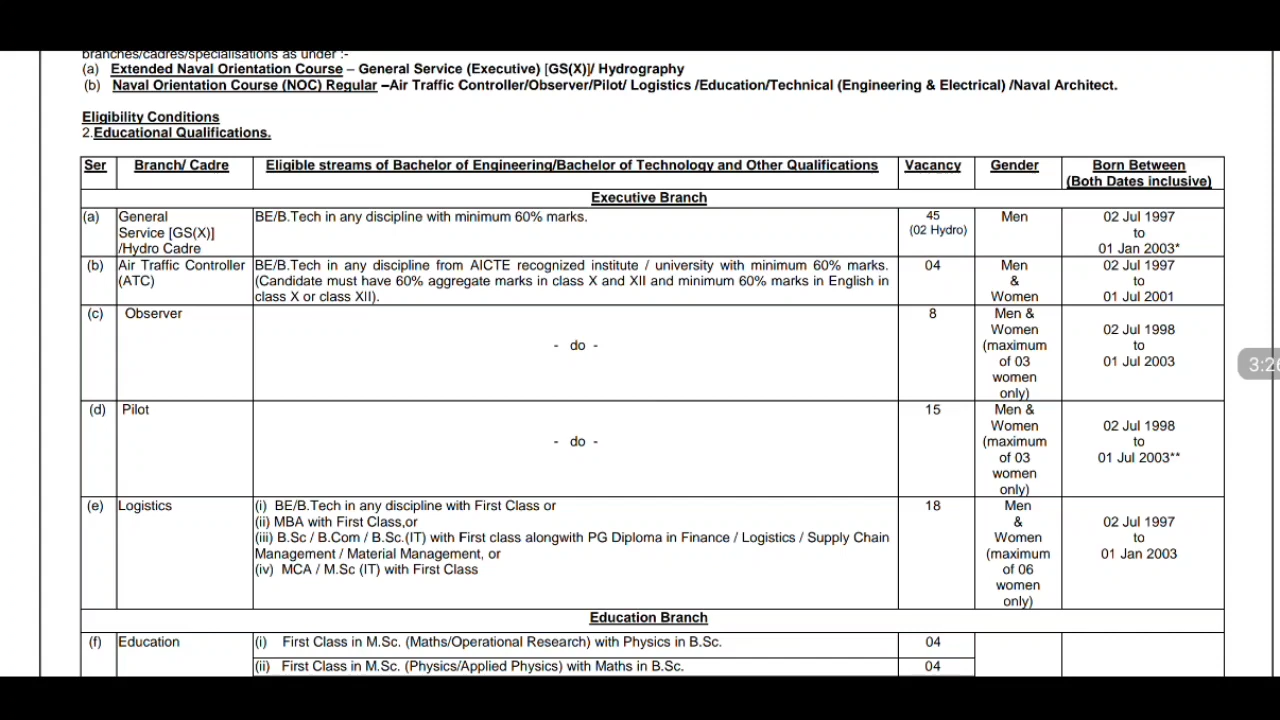 branches/cadres/specialisations as under :-
(a) Extended Naval Orientation Course – General Service (Executive) [GS(X)]/ Hydrography
(b) Naval Orientation Course (NOC) Regular –Air Traffic Controller/Observer/Pilot/ Logistics /Education/Technical (Engineering & Electrical) /Naval Architect.
Eligibility Conditions
2.Educational Qualifications.
Ser Branch/ Cadre Eligible streams of Bachelor of Engineering/Bachelor of Technology and Other Qualifications Vacancy Gender Born Between
(Both Dates inclusive)
Executive Branch
(a) General BE/B.Tech in any discipline with minimum 60% marks. 45 Men 02 Jul 1997
Service [GS(X)] (02 Hydro) to
/Hydro Cadre 01 Jan 2003*
(b) Air Traffic Controller BE/B.Tech in any discipline from AICTE recognized institute / university with minimum 60% marks. 04 Men 02 Jul 1997
(ATC) (Candidate must have 60% aggregate marks in class X and XII and minimum 60% marks in English in & to
class X or class XII). Women 01 Jul 2001
(c) Observer 8 Men &
Women 02 Jul 1998
- do - (maximum to
of 03 01 Jul 2003
women
only)
(d) Pilot 15 Men &
Women 02 Jul 1998
- do - (maximum to
of 03 01 Jul 2003**
women
only)
(e) Logistics (i) BE/B.Tech in any discipline with First Class or 18 Men
(ii) MBA with First Class,or & 02 Jul 1997
(iii) B.Sc / B.Com / B.Sc.(IT) with First class alongwith PG Diploma in Finance / Logistics / Supply Chain Women to
Management / Material Management, or (maximum 01 Jan 2003
(iv) MCA / M.Sc (IT) with First Class of 06
women
only)
Education Branch
(f) Education (i) First Class in M.Sc. (Maths/Operational Research) with Physics in B.Sc. 04
(ii) First Class in M.Sc. (Physics/Applied Physics) with Maths in B.Sc. 04